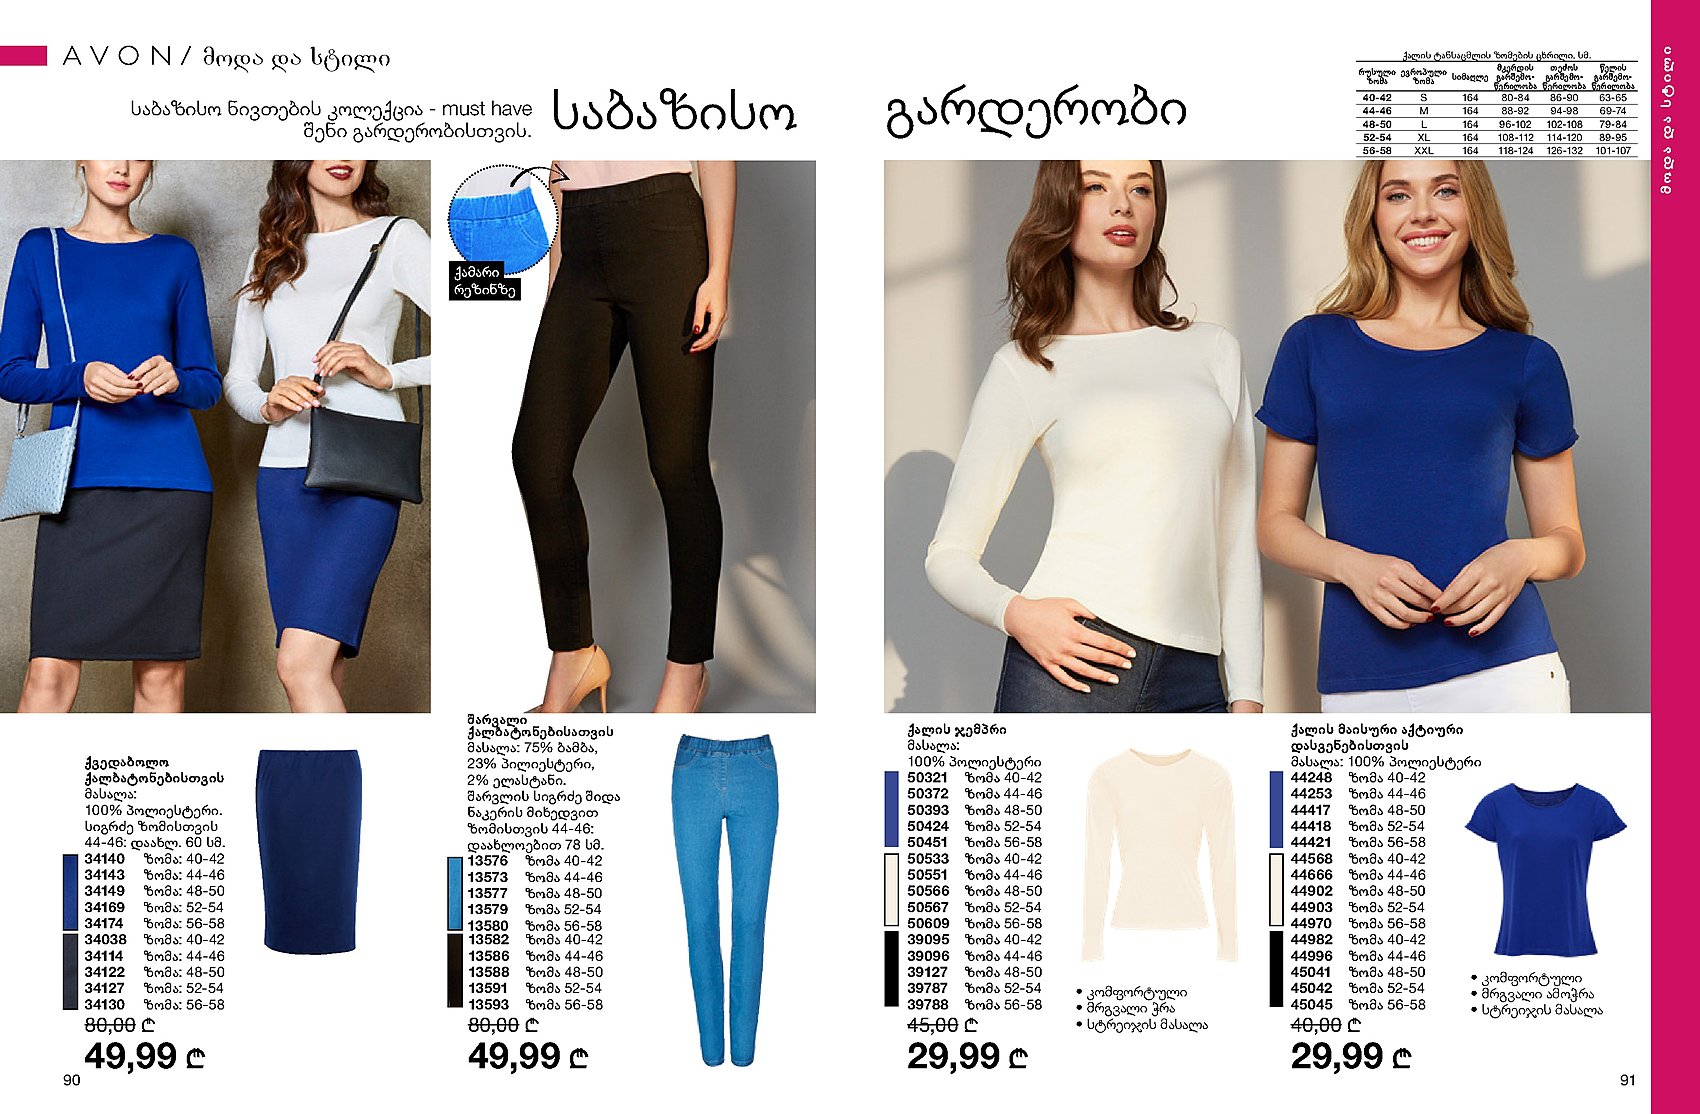 AVON/ მოდა და სტილი
საბაზისო ნივთების კოლექცია - must have
შენი გარდერობისთვის.
საბაზისო გარდერობი
ქალის ტანსაცმლის ზომების ცხრილი, სმ.
რუსული ზომა ევროპული ზომა სიმაღლე მკერდის გარშემოწერილობა თეძოს გარშემოწერილობა წელის გარშემოწერილობა
40-42 S 164 80-84 86-90 63-65
44-46 M 164 88-92 94-98 69-74
48-50 L 164 96-102 102-108 79-84
52-54 XL 164 108-112 114-120 89-95
56-58 XXL 164 118-124 126-132 101-107
მოდა და სტილი
ქამარი
რეზინზე
ქვედაბოლო
ქალბატონებისთვის
მასალა:
100% პოლიესტერი.
სიგრძე ზომისთვის
44-46: დაახლ. 60 სმ.
34140 ზომა: 40-42
34143 ზომა: 44-46
34149 ზომა: 48-50
34169 ზომა: 52-54
34174 ზომა: 56-58
34038 ზომა: 40-42
34114 ზომა: 44-46
34122 ზომა: 48-50
34127 ზომა: 52-54
34130 ზომა: 56-58
80,00 ₾
49,99 ₾
90
შარვალი
ქალბატონებისათვის
მასალა: 75% ბამბა,
23% პილიესტერი,
2% ელასტანი.
შარვლის სიგრძე შიდა
ნაკერის მიხედვით
ზომისთვის 44-46:
დაახლოებით 78 სმ.
13576 ზომა 40-42
13573 ზომა 44-46
13577 ზომა 48-50
13579 ზომა 52-54
13580 ზომა 56-58
13582 ზომა 40-42
13586 ზომა 44-46
13588 ზომა 48-50
13591 ზომა 52-54
13593 ზომა 56-58
80,00 ₾
49,99 ₾
ქალის ჯემპრი
მასალა:
100% პოლიესტერი
50321 ზომა 40-42
50372 ზომა 44-46
50393 ზომა 48-50
50424 ზომა 52-54
50451 ზომა 56-58
50533 ზომა 40-42
50551 ზომა 44-46
50566 ზომა 48-50
50567 ზომა 52-54
50609 ზომა 56-58
39095 ზომა 40-42
39096 ზომა 44-46
39127 ზომა 48-50
39787 ზომა 52-54
39788 ზომა 56-58
45,00 ₾
29,99 ₾
• კომფორტული
• მრგვალი ჭრა
• სტრეიჯის მასალა
ქალის მაისური აქტიური
დასვენებისთვის
მასალა: 100% პოლიესტერი
44248 ზომა 40-42
44253 ზომა 44-46
44417 ზომა 48-50
44418 ზომა 52-54
44421 ზომა 56-58
44568 ზომა 40-42
44666 ზომა 44-46
44902 ზომა 48-50
44903 ზომა 52-54
44970 ზომა 56-58
44982 ზომა 40-42
44996 ზომა 44-46
45041 ზომა 48-50
45042 ზომა 52-54
45045 ზომა 56-58
40,00 ₾
29,99 ₾
• კომფორტული
• მრგვალი ამოჭრა
• სტრეიჯის მასალა
91